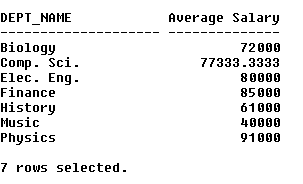 DEPT_NAME Average Salary
-------------------- --------------
Biology 72000
Comp. Sci. 77333.3333
Elec. Eng. 80000
Finance 85000
History 61000
Music 40000
Physics 91000
7 rows selected.